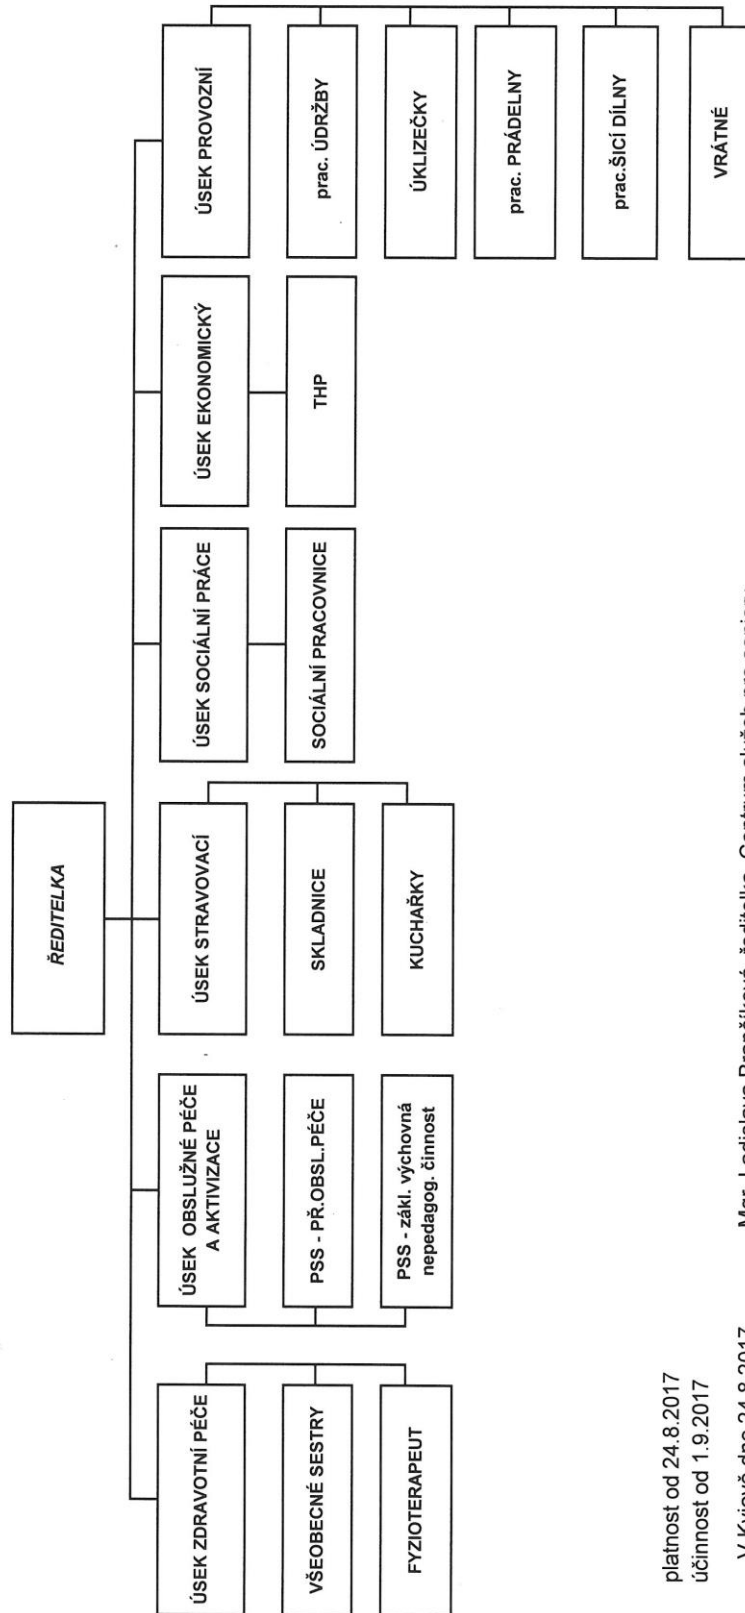 ŘEDITELKA
ÚSEK ZDRAVOTNÍ PÉČE
VŠEOBECNÉ SESTRY
FYZIOTERAPEUT
ÚSEK OBSLUŽNÉ PÉČE
A AKTIVIZACE
PSS - PŘ.OBSL.PÉČE
PSS - zákl. výchovná
nepedagog. činnost
ÚSEK STRAVOVACÍ
SKLADNICE
KUCHAŘKY
ÚSEK SOCIÁLNÍ PRÁCE
SOCIÁLNÍ PRACOVNICE
ÚSEK EKONOMICKÝ
THP
ÚSEK PROVOZNÍ
prac. ÚDRŽBY
ÚKLIZEČKY
prac. PRÁDELNY
prac.ŠICÍ DÍLNY
VRÁTNÉ
platnost od 24.8.2017
účinnost od 1.9.2017
V Kyjově dne 24.8.2017 Mgr. Ladislava ředitelka Centrum služeb pro seniory